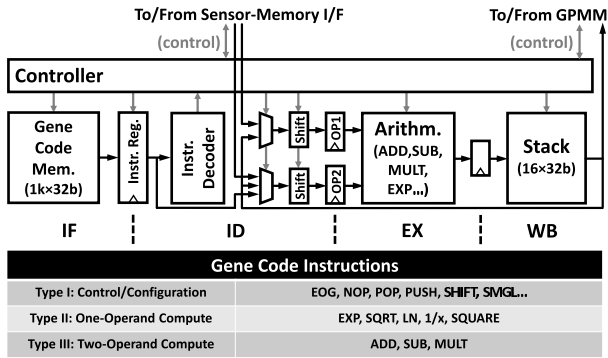 To/From Sensor-Memory I/F
To/From GPMM
(control)
(control)
Controller
Gene
Code
Mem.
(1k×32b)
Instr. Reg.
Instr.
Decoder
Shift
OP1
Shift
OP2
Arithm.
(ADD,SUB,
MULT,
EXP...)
Stack
(16×32b)
IF
ID
EX
WB
Gene Code Instructions
Type I: Control/Configuration
EOG, NOP, POP, PUSH, SHIFT, SMGL...
Type II: One-Operand Compute
EXP, SQRT, LN, 1/x, SQUARE
Type III: Two-Operand Compute
ADD, SUB, MULT